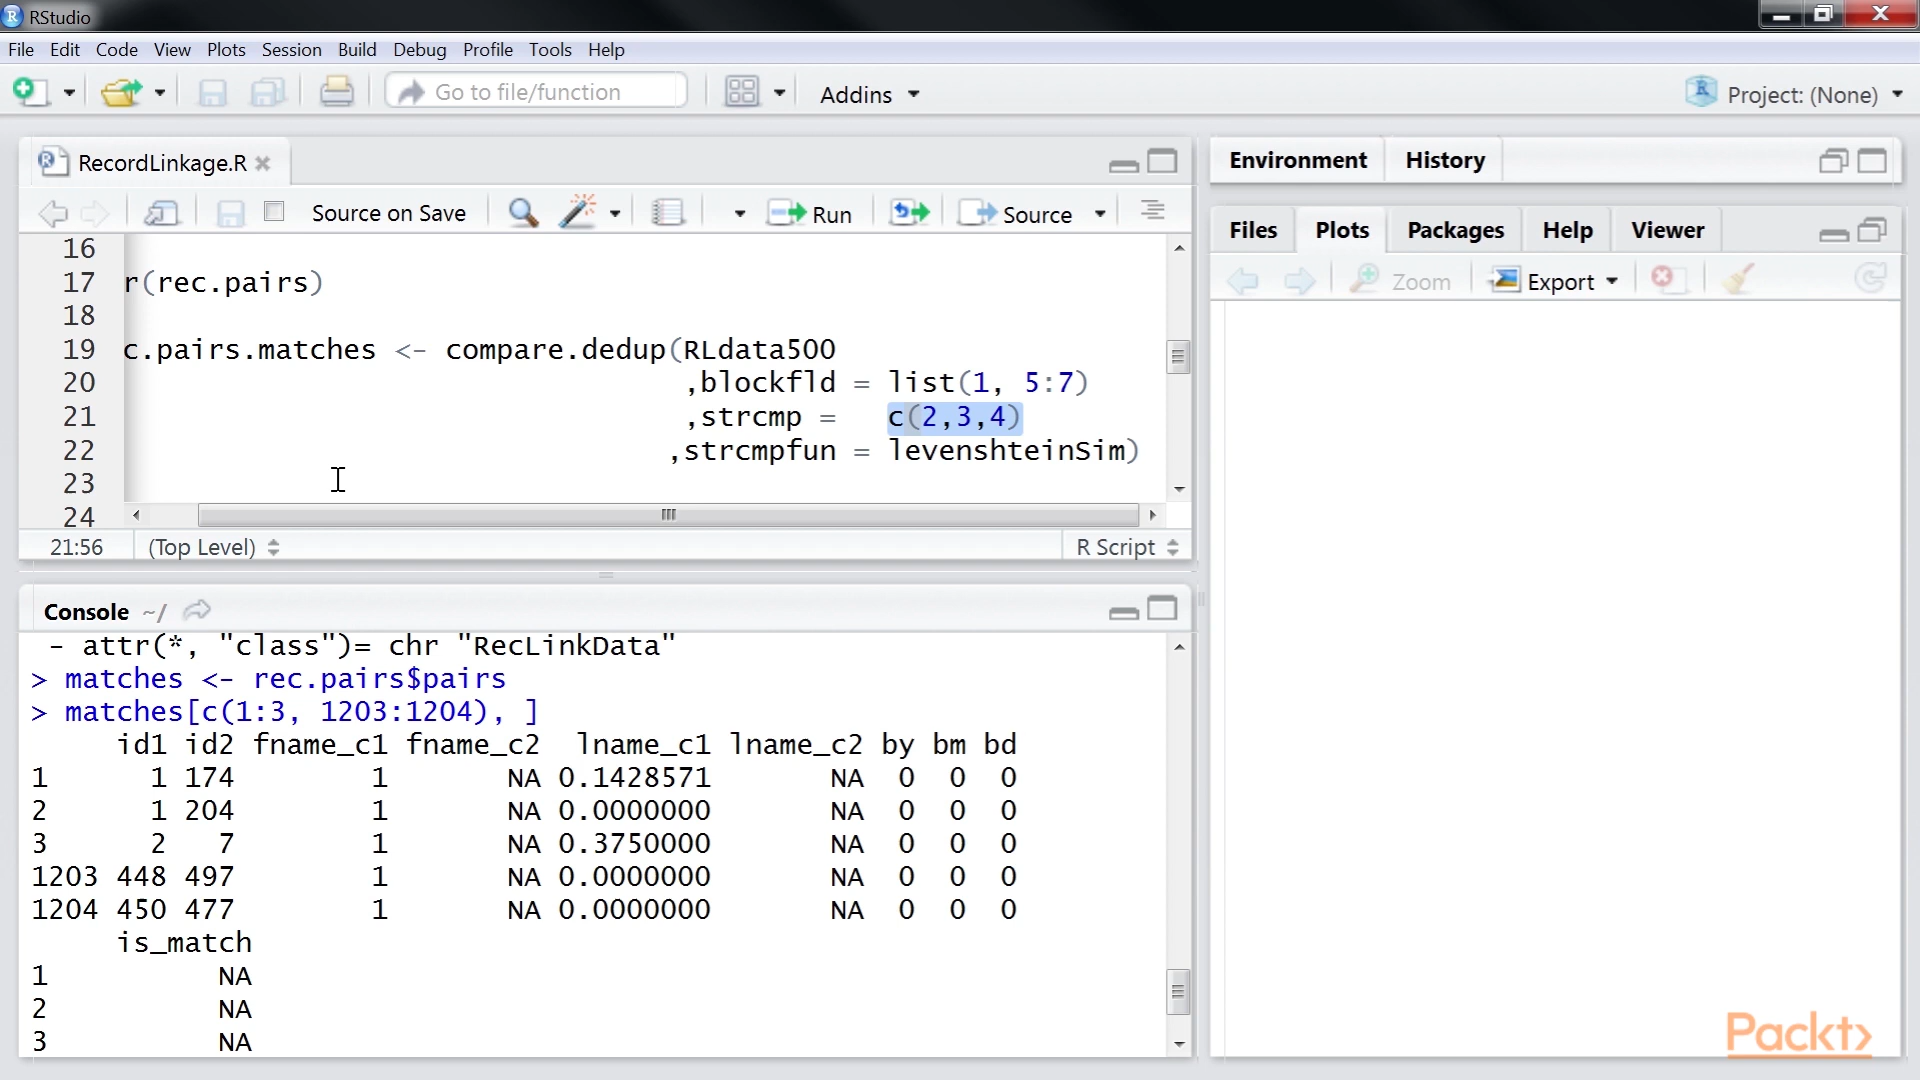 RStudio
File Edit Code View Plots Session Build Debug Profile Tools Help
Go to file/function
Addins
Project: (None)
RecordLinkage.R
Source on Save
Run
Source
16
17 r(rec.pairs)
18
19 c.pairs.matches <- compare.dedup(RLdata500
20 ,blockfld = list(1, 5:7)
21 ,strcmp = c(2,3,4)
22 ,strcmpfun = levenshteinSim)
23
24
21:56 (Top Level) R Script
Console ~/
- attr(*, "class")= chr "RecLinkData"
> matches <- rec.pairs$pairs
> matches[c(1:3, 1203:1204), ]
id1 id2 fname_c1 fname_c2 lname_c1 lname_c2 by bm bd
1 1 174 1 NA 0.1428571 NA 0 0 0
2 1 204 1 NA 0.0000000 NA 0 0 0
3 2 7 1 NA 0.3750000 NA 0 0 0
1203 448 497 1 NA 0.0000000 NA 0 0 0
1204 450 477 1 NA 0.0000000 NA 0 0 0
is_match
1 NA
2 NA
3 NA
Environment History
Files Plots Packages Help Viewer
Zoom Export
Packt>